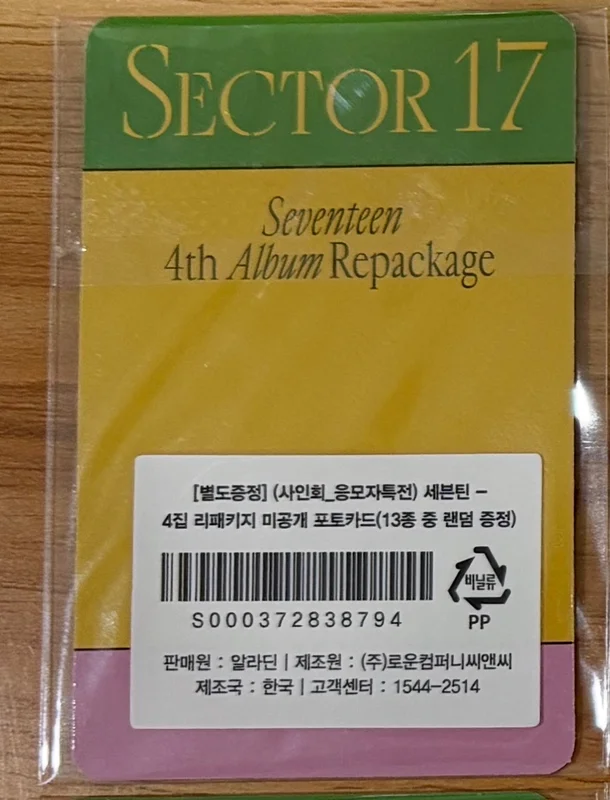 SECTOR 17
Seventeen
4th Album Repackage
[별도증정] (사인회_응모자특전) 세븐틴 -
4집 리패키지 미공개 포토카드(13종 중 랜덤 증정)
비닐류
PP
S000372838794
판매원 : 알라딘 | 제조원 : (주)로운컴퍼니씨앤씨
제조국 : 한국 | 고객센터 : 1544-2514